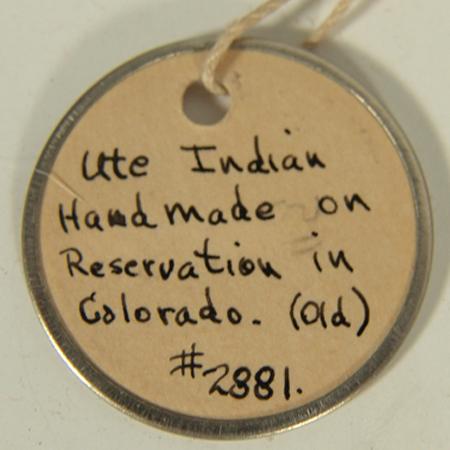 Ute Indian
Handmade on
Reservation in
Colorado. (Old)
#2881.